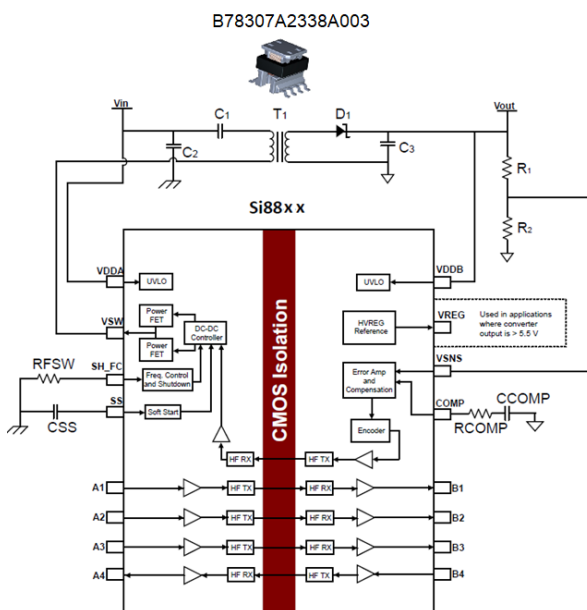 B78307A2338A003
Vin
C1
T1
D1
Vout
C2
C3
R1
R2
Si88xx
VDDA
UVLO
UVLO
VDDB
Power FET
DC-DC Controller
VSW
Power FET
HVREG Reference
VREG
Used in applications
where converter
output is > 5.5 V
RFSW
SH_FC
Freq. Control
and Shutdown
VSNS
Error Amp
and
Compensation
SS
Soft Start
CSS
COMP
RCOMP
CCOMP
Encoder
CMOS Isolation
HF RX
HF TX
A1
HF TX
HF RX
B1
A2
HF TX
HF RX
B2
A3
HF TX
HF RX
B3
A4
HF RX
HF TX
B4